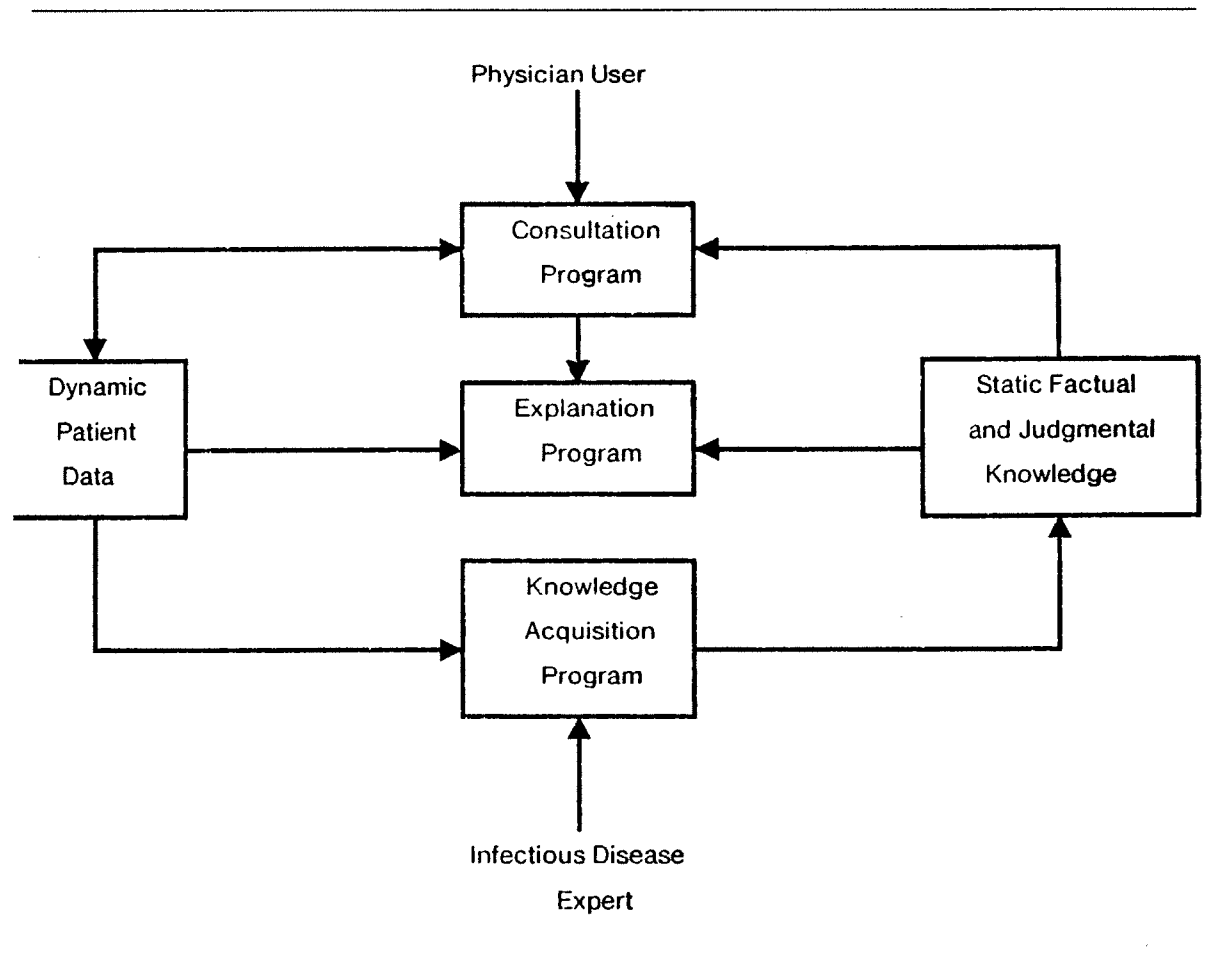 Physician User
Consultation
Program
Dynamic
Patient
Data
Explanation
Program
Static Factual
and Judgmental
Knowledge
Knowledge
Acquisition
Program
Infectious Disease
Expert